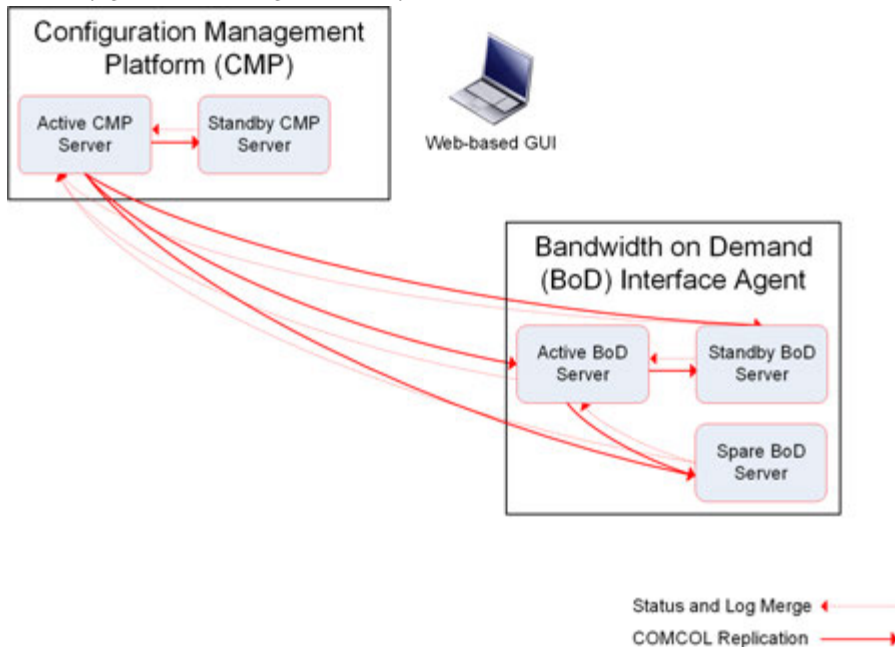 Configuration Management
Platform (CMP)
Active CMP
Server
Standby CMP
Server
Web-based GUI
Bandwidth on Demand
(BoD) Interface Agent
Active BoD
Server
Standby BoD
Server
Spare BoD
Server
Status and Log Merge
COMCOL Replication